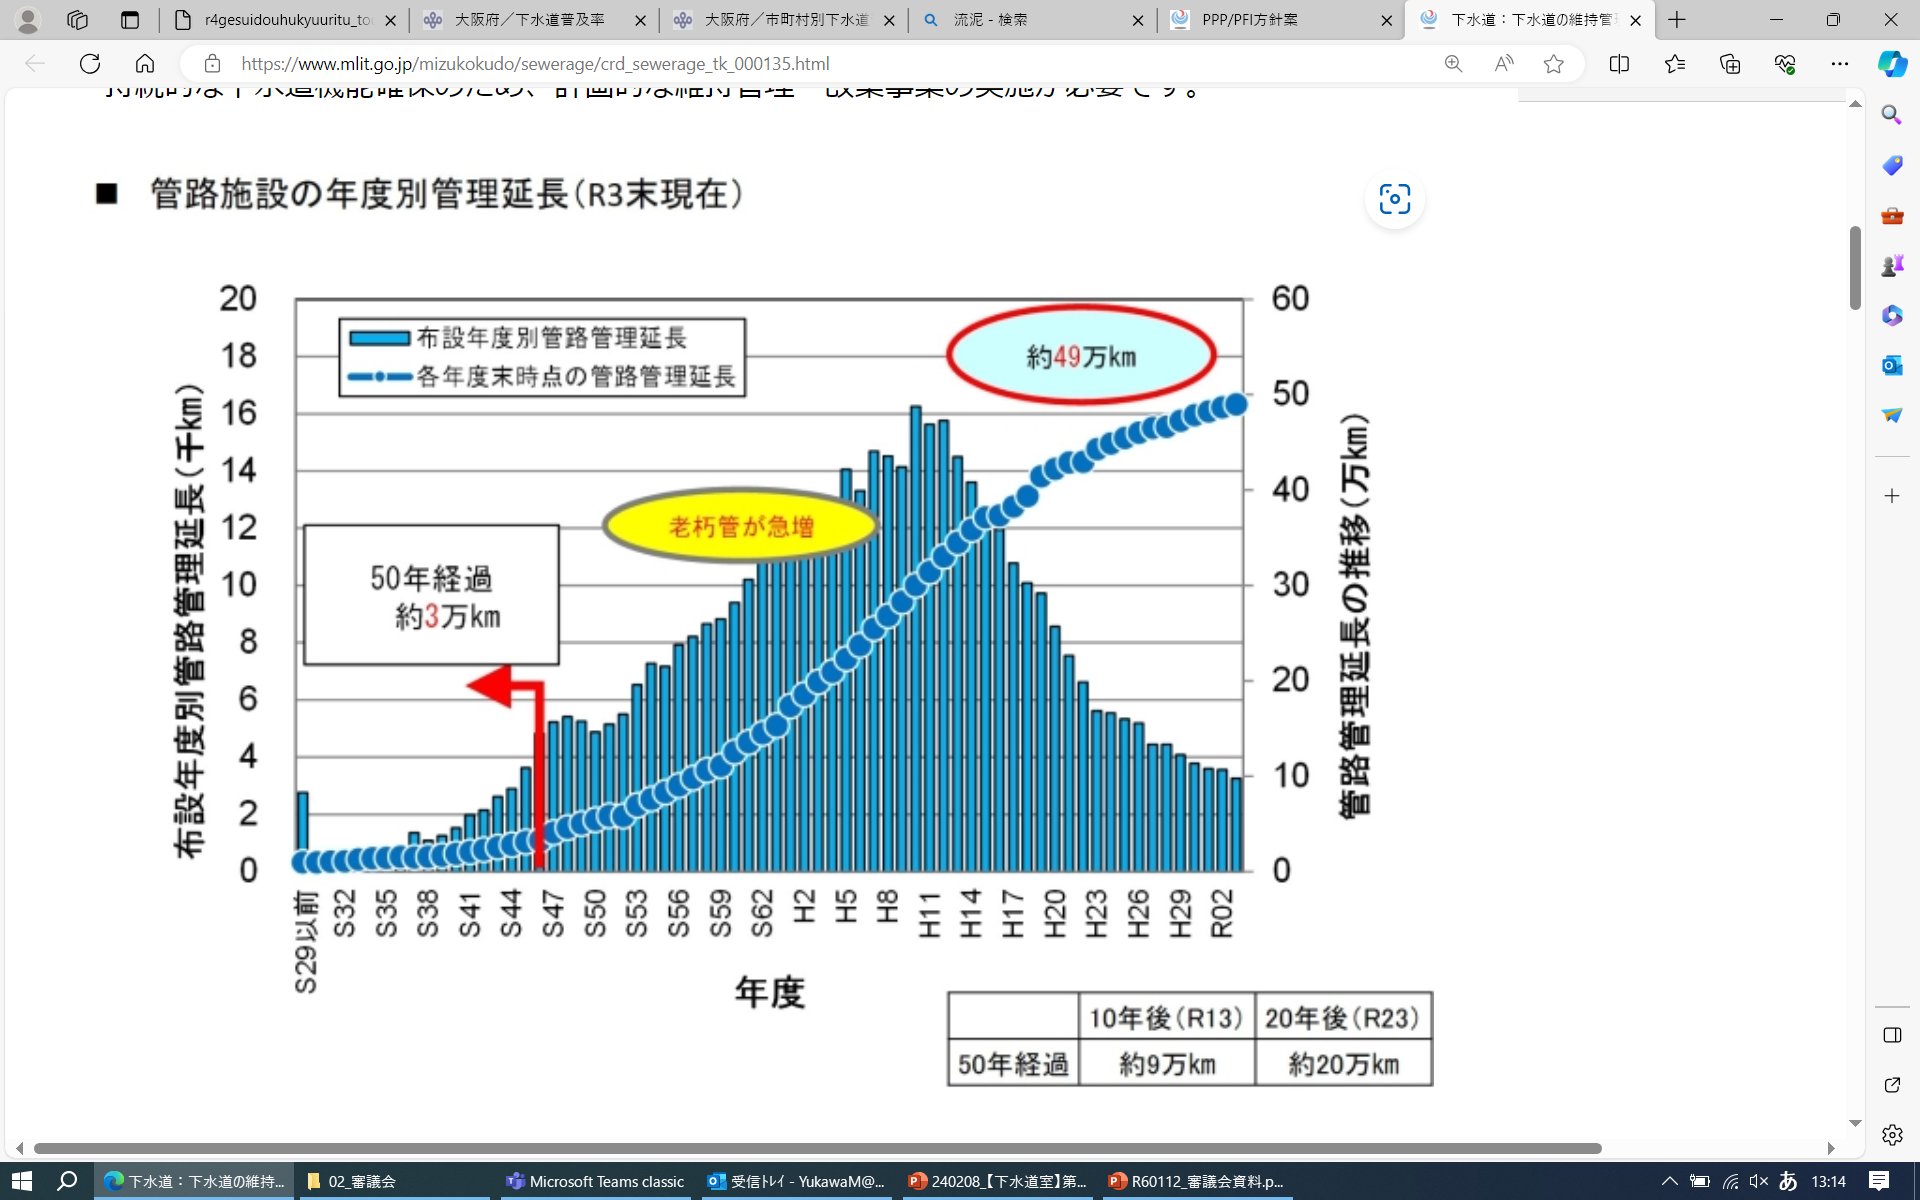 r4gesuidouhukyuuritu_to
大阪府／下水道普及率
大阪府／市町村別下水道
流泥 - 検索
PPP/PFI方針案
下水道：下水道の維持管理
https://www.mlit.go.jp/mizukokudo/sewerage/crd_sewerage_tk_000135.html
■ 管路施設の年度別管理延長（R3末現在）
布設年度別管路管理延長
各年度末時点の管路管理延長
約49万km
老朽管が急増
50年経過
約3万km
布設年度別管路管理延長（千km）
20
18
16
14
12
10
8
6
4
2
0
管路管理延長の推移（万km）
60
50
40
30
20
10
0
S29以前 S32 S35 S38 S41 S44 S47 S50 S53 S56 S59 S62 H2 H5 H8 H11 H14 H17 H20 H23 H26 H29 R02
年度
10年後（R13） 20年後（R23）
50年経過 約9万km 約20万km
下水道：下水道の維持...
02_審議会
Microsoft Teams classic
受信ﾄﾚｲ - YukawaM@...
240208_【下水道室】第...
R60112_審議会資料.p...
あ
13:14